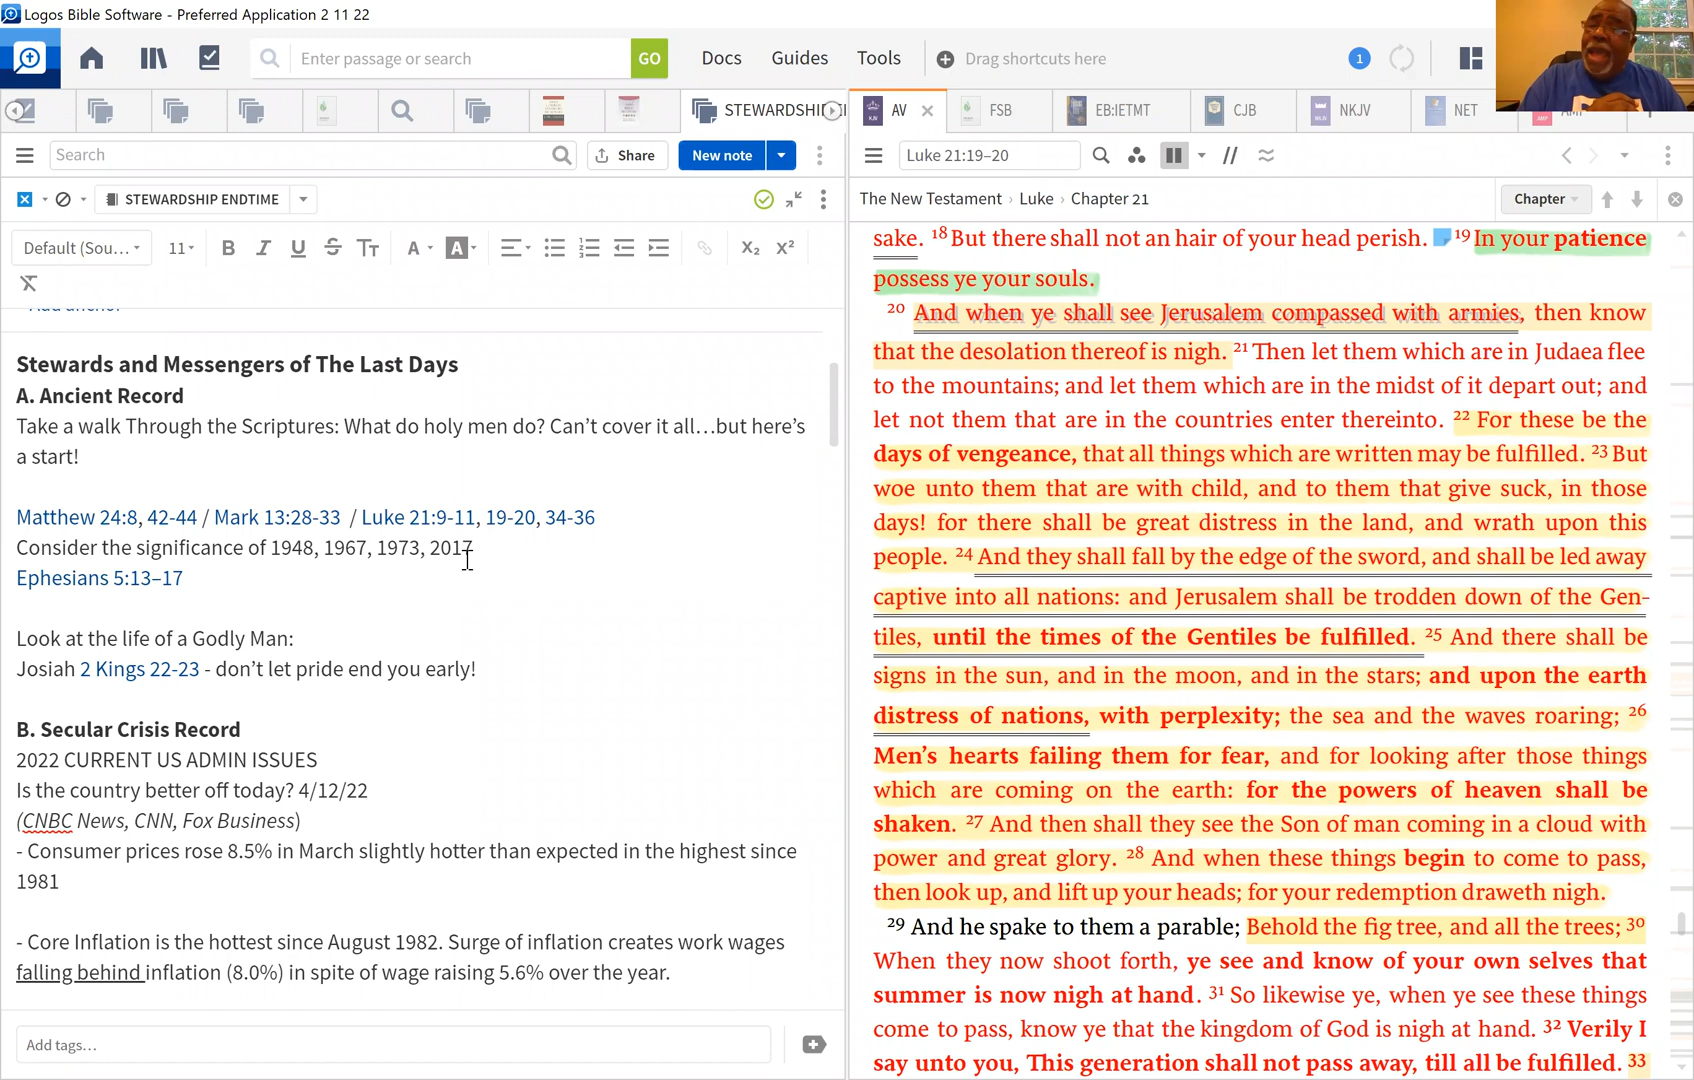 Logos Bible Software - Preferred Application 2 11 22
Enter passage or search
GO
Docs
Guides
Tools
Drag shortcuts here
1
STEWARDSHI
AV
FSB
EB:IETMT
CJB
NKJV
NET
Search
Share
New note
Luke 21:19–20
STEWARDSHIP ENDTIME
The New Testament › Luke › Chapter 21
Chapter
Default (Sou...
11
B I U S TT A A X₂ X²
Add anchor
Stewards and Messengers of The Last Days
A. Ancient Record
Take a walk Through the Scriptures: What do holy men do? Can’t cover it all…but here’s
a start!
Matthew 24:8, 42-44 / Mark 13:28-33 / Luke 21:9-11, 19-20, 34-36
Consider the significance of 1948, 1967, 1973, 2017
Ephesians 5:13–17
Look at the life of a Godly Man:
Josiah 2 Kings 22-23 - don’t let pride end you early!
B. Secular Crisis Record
2022 CURRENT US ADMIN ISSUES
Is the country better off today? 4/12/22
(CNBC News, CNN, Fox Business)
- Consumer prices rose 8.5% in March slightly hotter than expected in the highest since
1981
- Core Inflation is the hottest since August 1982. Surge of inflation creates work wages
falling behind inflation (8.0%) in spite of wage raising 5.6% over the year.
Add tags…
sake. 18 But there shall not an hair of your head perish. 19 In your patience
possess ye your souls.
20 And when ye shall see Jerusalem compassed with armies, then know
that the desolation thereof is nigh. 21 Then let them which are in Judaea flee
to the mountains; and let them which are in the midst of it depart out; and
let not them that are in the countries enter thereinto. 22 For these be the
days of vengeance, that all things which are written may be fulfilled. 23 But
woe unto them that are with child, and to them that give suck, in those
days! for there shall be great distress in the land, and wrath upon this
people. 24 And they shall fall by the edge of the sword, and shall be led away
captive into all nations: and Jerusalem shall be trodden down of the Gen-
tiles, until the times of the Gentiles be fulfilled. 25 And there shall be
signs in the sun, and in the moon, and in the stars; and upon the earth
distress of nations, with perplexity; the sea and the waves roaring; 26
Men’s hearts failing them for fear, and for looking after those things
which are coming on the earth: for the powers of heaven shall be
shaken. 27 And then shall they see the Son of man coming in a cloud with
power and great glory. 28 And when these things begin to come to pass,
then look up, and lift up your heads; for your redemption draweth nigh.
29 And he spake to them a parable; Behold the fig tree, and all the trees; 30
When they now shoot forth, ye see and know of your own selves that
summer is now nigh at hand. 31 So likewise ye, when ye see these things
come to pass, know ye that the kingdom of God is nigh at hand. 32 Verily I
say unto you, This generation shall not pass away, till all be fulfilled. 33